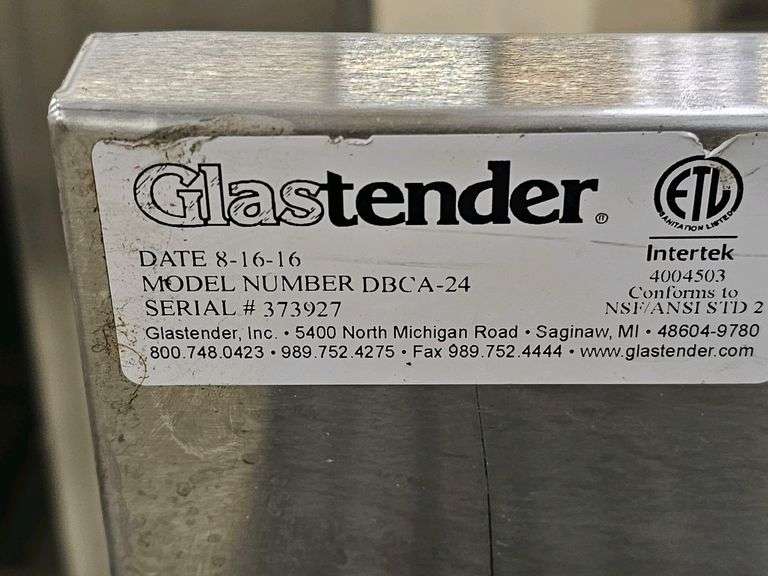 Glastender®
DATE 8-16-16
MODEL NUMBER DBCA-24
SERIAL # 373927
Glastender, Inc. • 5400 North Michigan Road • Saginaw, MI • 48604-9780
800.748.0423 • 989.752.4275 • Fax 989.752.4444 • www.glastender.com
ETL
SANITATION LISTED
Intertek
4004503
Conforms to
NSF/ANSI STD 2